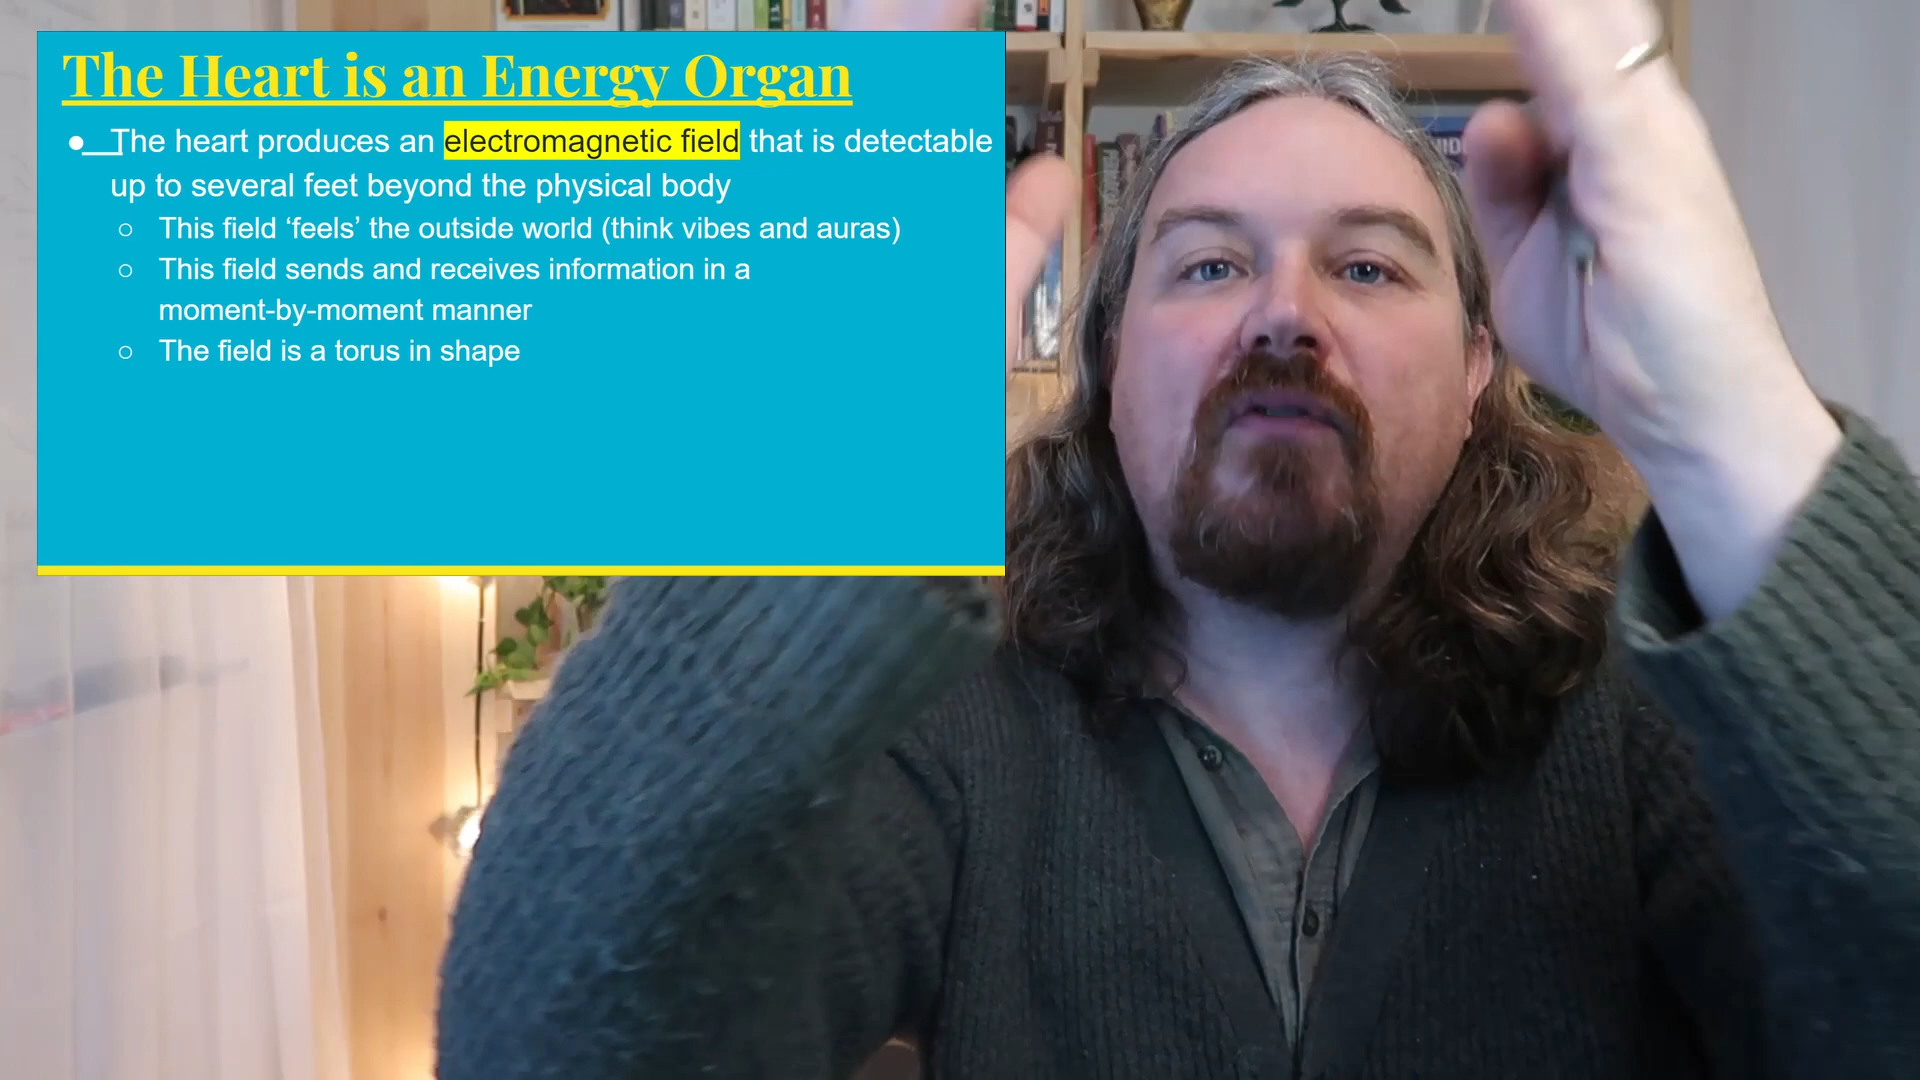 The Heart is an Energy Organ
● The heart produces an electromagnetic field that is detectable
up to several feet beyond the physical body
○ This field ‘feels’ the outside world (think vibes and auras)
○ This field sends and receives information in a
moment-by-moment manner
○ The field is a torus in shape